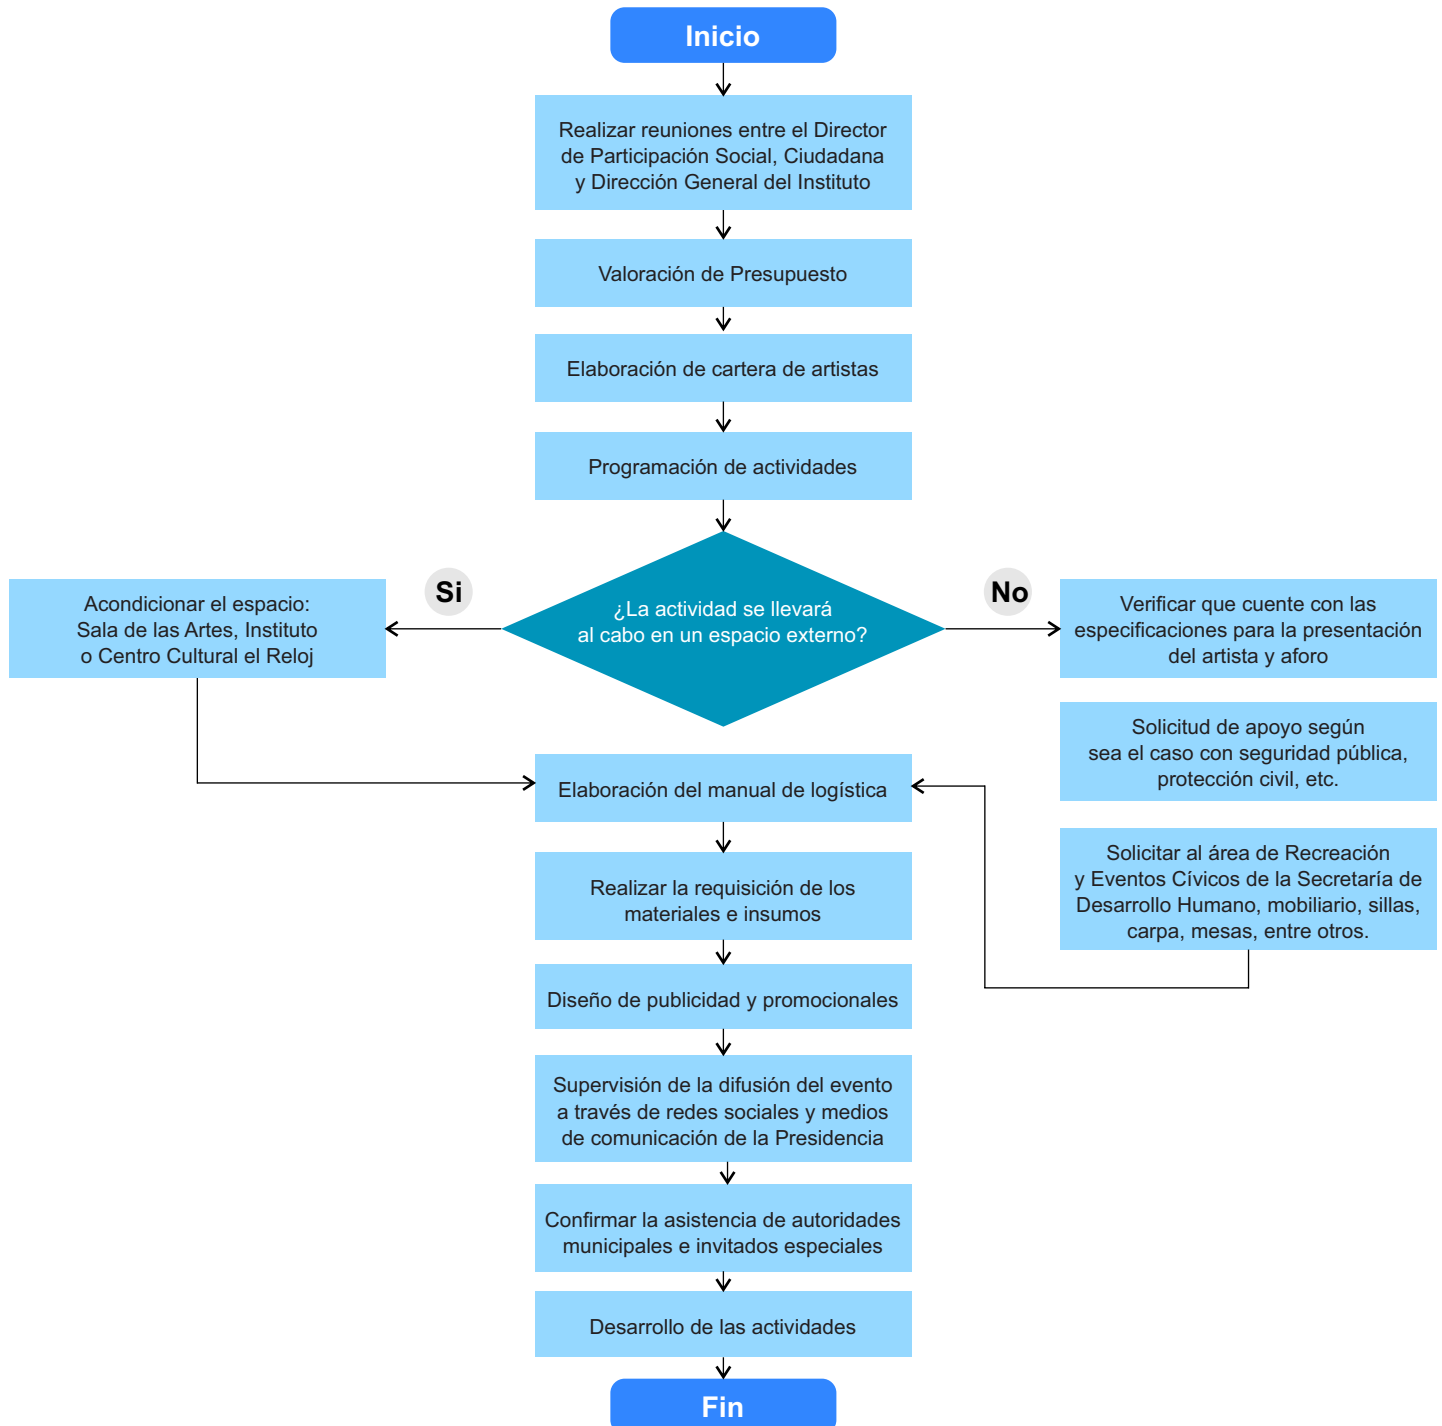 Inicio
Realizar reuniones entre el Director
de Participación Social, Ciudadana
y Dirección General del Instituto
Valoración de Presupuesto
Elaboración de cartera de artistas
Programación de actividades
¿La actividad se llevará
al cabo en un espacio externo?
Si
Acondicionar el espacio:
Sala de las Artes, Instituto
o Centro Cultural el Reloj
No
Verificar que cuente con las
especificaciones para la presentación
del artista y aforo
Solicitud de apoyo según
sea el caso con seguridad pública,
protección civil, etc.
Solicitar al área de Recreación
y Eventos Cívicos de la Secretaría de
Desarrollo Humano, mobiliario, sillas,
carpa, mesas, entre otros.
Elaboración del manual de logística
Realizar la requisición de los
materiales e insumos
Diseño de publicidad y promocionales
Supervisión de la difusión del evento
a través de redes sociales y medios
de comunicación de la Presidencia
Confirmar la asistencia de autoridades
municipales e invitados especiales
Desarrollo de las actividades
Fin